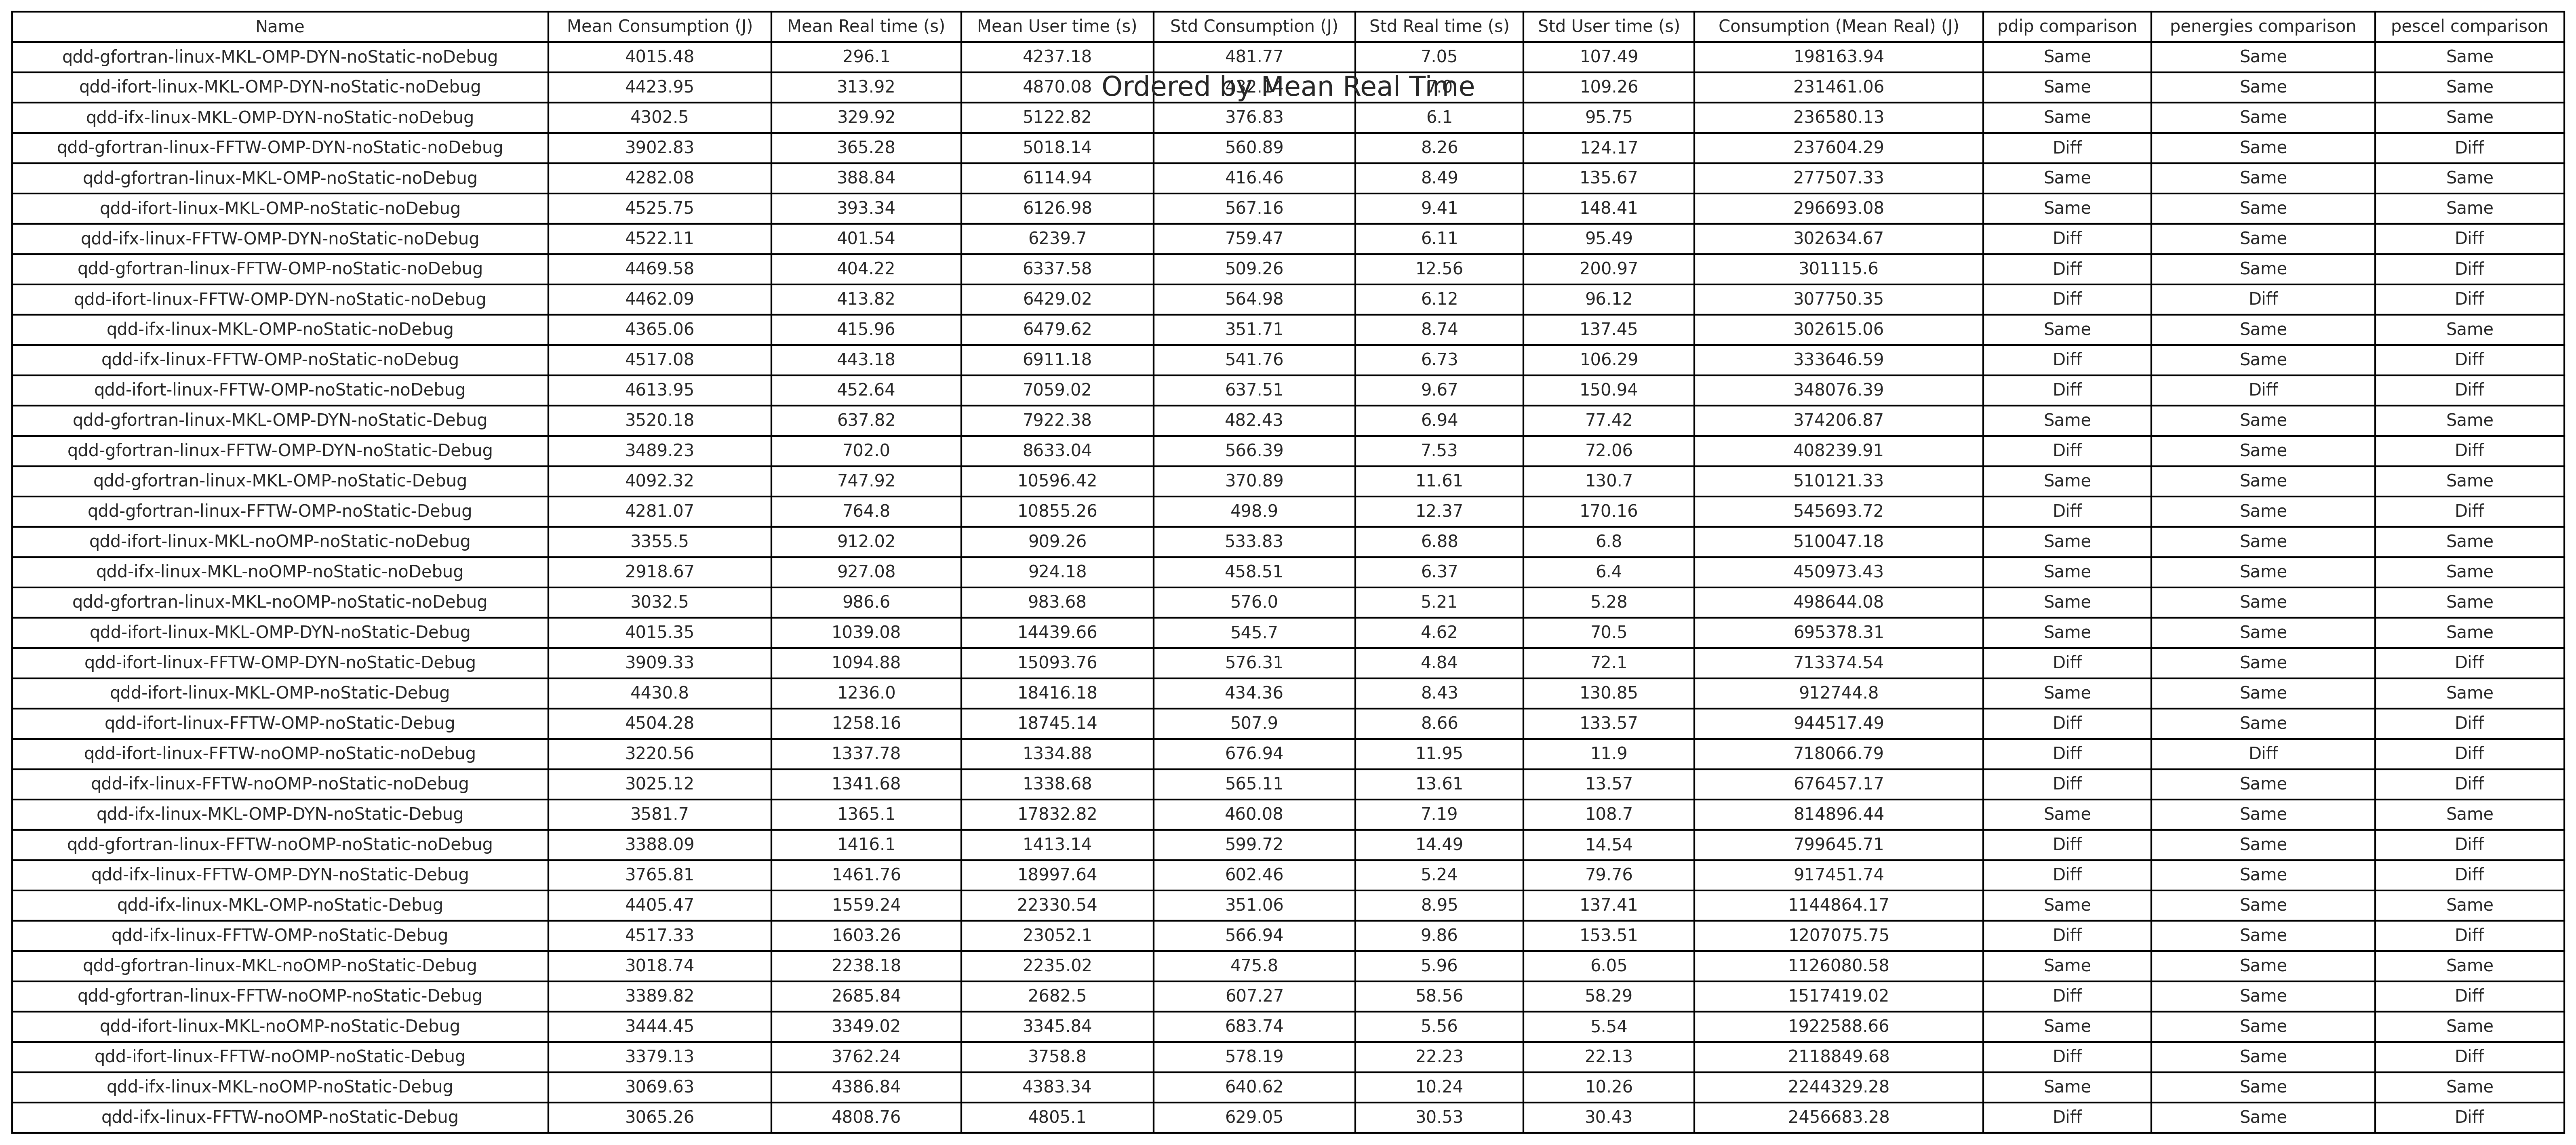 Name Mean Consumption (J) Mean Real time (s) Mean User time (s) Std Consumption (J) Std Real time (s) Std User time (s) Consumption (Mean Real) (J) pdip comparison penergies comparison pescel comparison
qdd-gfortran-linux-MKL-OMP-DYN-noStatic-noDebug 4015.48 296.1 4237.18 481.77 7.05 107.49 198163.94 Same Same Same
Ordered by Mean Real Time
qdd-ifort-linux-MKL-OMP-DYN-noStatic-noDebug 4423.95 313.92 4870.08 7.0 109.26 231461.06 Same Same Same
qdd-ifx-linux-MKL-OMP-DYN-noStatic-noDebug 4302.5 329.92 5122.82 376.83 6.1 95.75 236580.13 Same Same Same
qdd-gfortran-linux-FFTW-OMP-DYN-noStatic-noDebug 3902.83 365.28 5018.14 560.89 8.26 124.17 237604.29 Diff Same Diff
qdd-gfortran-linux-MKL-OMP-noStatic-noDebug 4282.08 388.84 6114.94 416.46 8.49 135.67 277507.33 Same Same Same
qdd-ifort-linux-MKL-OMP-noStatic-noDebug 4525.75 393.34 6126.98 567.16 9.41 148.41 296693.08 Same Same Same
qdd-ifx-linux-FFTW-OMP-DYN-noStatic-noDebug 4522.11 401.54 6239.7 759.47 6.11 95.49 302634.67 Diff Same Diff
qdd-gfortran-linux-FFTW-OMP-noStatic-noDebug 4469.58 404.22 6337.58 509.26 12.56 200.97 301115.6 Diff Same Diff
qdd-ifort-linux-FFTW-OMP-DYN-noStatic-noDebug 4462.09 413.82 6429.02 564.98 6.12 96.12 307750.35 Diff Diff Diff
qdd-ifx-linux-MKL-OMP-noStatic-noDebug 4365.06 415.96 6479.62 351.71 8.74 137.45 302615.06 Same Same Same
qdd-ifx-linux-FFTW-OMP-noStatic-noDebug 4517.08 443.18 6911.18 541.76 6.73 106.29 333646.59 Diff Same Diff
qdd-ifort-linux-FFTW-OMP-noStatic-noDebug 4613.95 452.64 7059.02 637.51 9.67 150.94 348076.39 Diff Diff Diff
qdd-gfortran-linux-MKL-OMP-DYN-noStatic-Debug 3520.18 637.82 7922.38 482.43 6.94 77.42 374206.87 Same Same Same
qdd-gfortran-linux-FFTW-OMP-DYN-noStatic-Debug 3489.23 702.0 8633.04 566.39 7.53 72.06 408239.91 Diff Same Diff
qdd-gfortran-linux-MKL-OMP-noStatic-Debug 4092.32 747.92 10596.42 370.89 11.61 130.7 510121.33 Same Same Same
qdd-gfortran-linux-FFTW-OMP-noStatic-Debug 4281.07 764.8 10855.26 498.9 12.37 170.16 545693.72 Diff Same Diff
qdd-ifort-linux-MKL-noOMP-noStatic-noDebug 3355.5 912.02 909.26 533.83 6.88 6.8 510047.18 Same Same Same
qdd-ifx-linux-MKL-noOMP-noStatic-noDebug 2918.67 927.08 924.18 458.51 6.37 6.4 450973.43 Same Same Same
qdd-gfortran-linux-MKL-noOMP-noStatic-noDebug 3032.5 986.6 983.68 576.0 5.21 5.28 498644.08 Same Same Same
qdd-ifort-linux-MKL-OMP-DYN-noStatic-Debug 4015.35 1039.08 14439.66 545.7 4.62 70.5 695378.31 Same Same Same
qdd-ifort-linux-FFTW-OMP-DYN-noStatic-Debug 3909.33 1094.88 15093.76 576.31 4.84 72.1 713374.54 Diff Same Diff
qdd-ifort-linux-MKL-OMP-noStatic-Debug 4430.8 1236.0 18416.18 434.36 8.43 130.85 912744.8 Same Same Same
qdd-ifort-linux-FFTW-OMP-noStatic-Debug 4504.28 1258.16 18745.14 507.9 8.66 133.57 944517.49 Diff Same Diff
qdd-ifort-linux-FFTW-noOMP-noStatic-noDebug 3220.56 1337.78 1334.88 676.94 11.95 11.9 718066.79 Diff Diff Diff
qdd-ifx-linux-FFTW-noOMP-noStatic-noDebug 3025.12 1341.68 1338.68 565.11 13.61 13.57 676457.17 Diff Same Diff
qdd-ifx-linux-MKL-OMP-DYN-noStatic-Debug 3581.7 1365.1 17832.82 460.08 7.19 108.7 814896.44 Same Same Same
qdd-gfortran-linux-FFTW-noOMP-noStatic-noDebug 3388.09 1416.1 1413.14 599.72 14.49 14.54 799645.71 Diff Same Diff
qdd-ifx-linux-FFTW-OMP-DYN-noStatic-Debug 3765.81 1461.76 18997.64 602.46 5.24 79.76 917451.74 Diff Same Diff
qdd-ifx-linux-MKL-OMP-noStatic-Debug 4405.47 1559.24 22330.54 351.06 8.95 137.41 1144864.17 Same Same Same
qdd-ifx-linux-FFTW-OMP-noStatic-Debug 4517.33 1603.26 23052.1 566.94 9.86 153.51 1207075.75 Diff Same Diff
qdd-gfortran-linux-MKL-noOMP-noStatic-Debug 3018.74 2238.18 2235.02 475.8 5.96 6.05 1126080.58 Same Same Same
qdd-gfortran-linux-FFTW-noOMP-noStatic-Debug 3389.82 2685.84 2682.5 607.27 58.56 58.29 1517419.02 Diff Same Diff
qdd-ifort-linux-MKL-noOMP-noStatic-Debug 3444.45 3349.02 3345.84 683.74 5.56 5.54 1922588.66 Same Same Same
qdd-ifort-linux-FFTW-noOMP-noStatic-Debug 3379.13 3762.24 3758.8 578.19 22.23 22.13 2118849.68 Diff Same Diff
qdd-ifx-linux-MKL-noOMP-noStatic-Debug 3069.63 4386.84 4383.34 640.62 10.24 10.26 2244329.28 Same Same Same
qdd-ifx-linux-FFTW-noOMP-noStatic-Debug 3065.26 4808.76 4805.1 629.05 30.53 30.43 2456683.28 Diff Same Diff